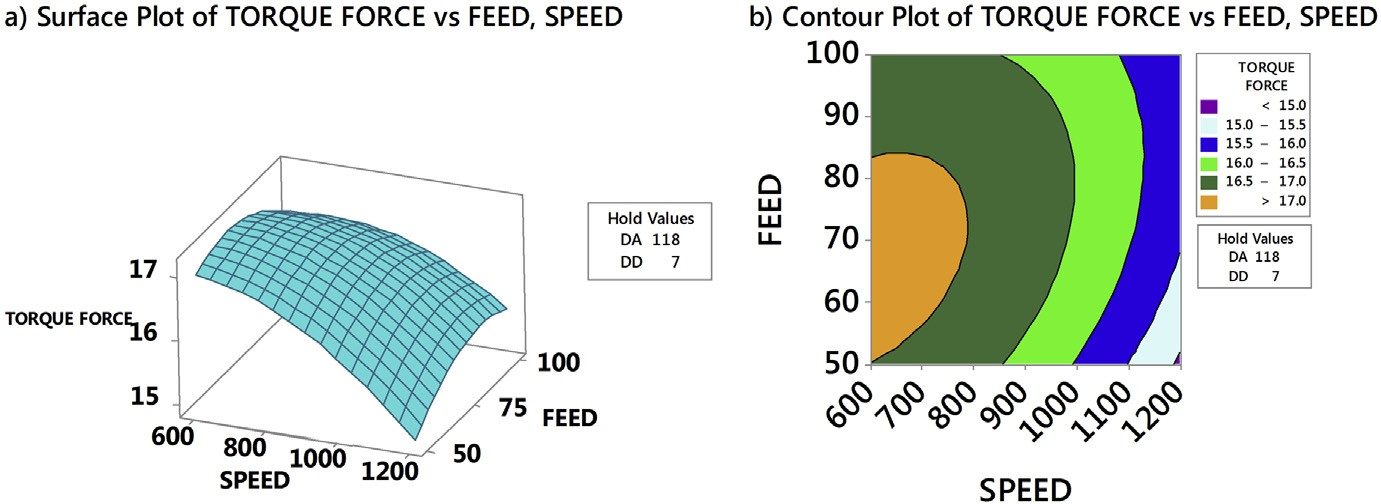 a) Surface Plot of TORQUE FORCE vs FEED, SPEED
17
16
15
TORQUE FORCE
600
800
1000
1200
SPEED
50
75
100
FEED
Hold Values
DA 118
DD 7
b) Contour Plot of TORQUE FORCE vs FEED, SPEED
100
90
80
70
60
50
FEED
600
700
800
900
1000
1100
1200
SPEED
TORQUE
FORCE
< 15.0
15.0 – 15.5
15.5 – 16.0
16.0 – 16.5
16.5 – 17.0
> 17.0
Hold Values
DA 118
DD 7